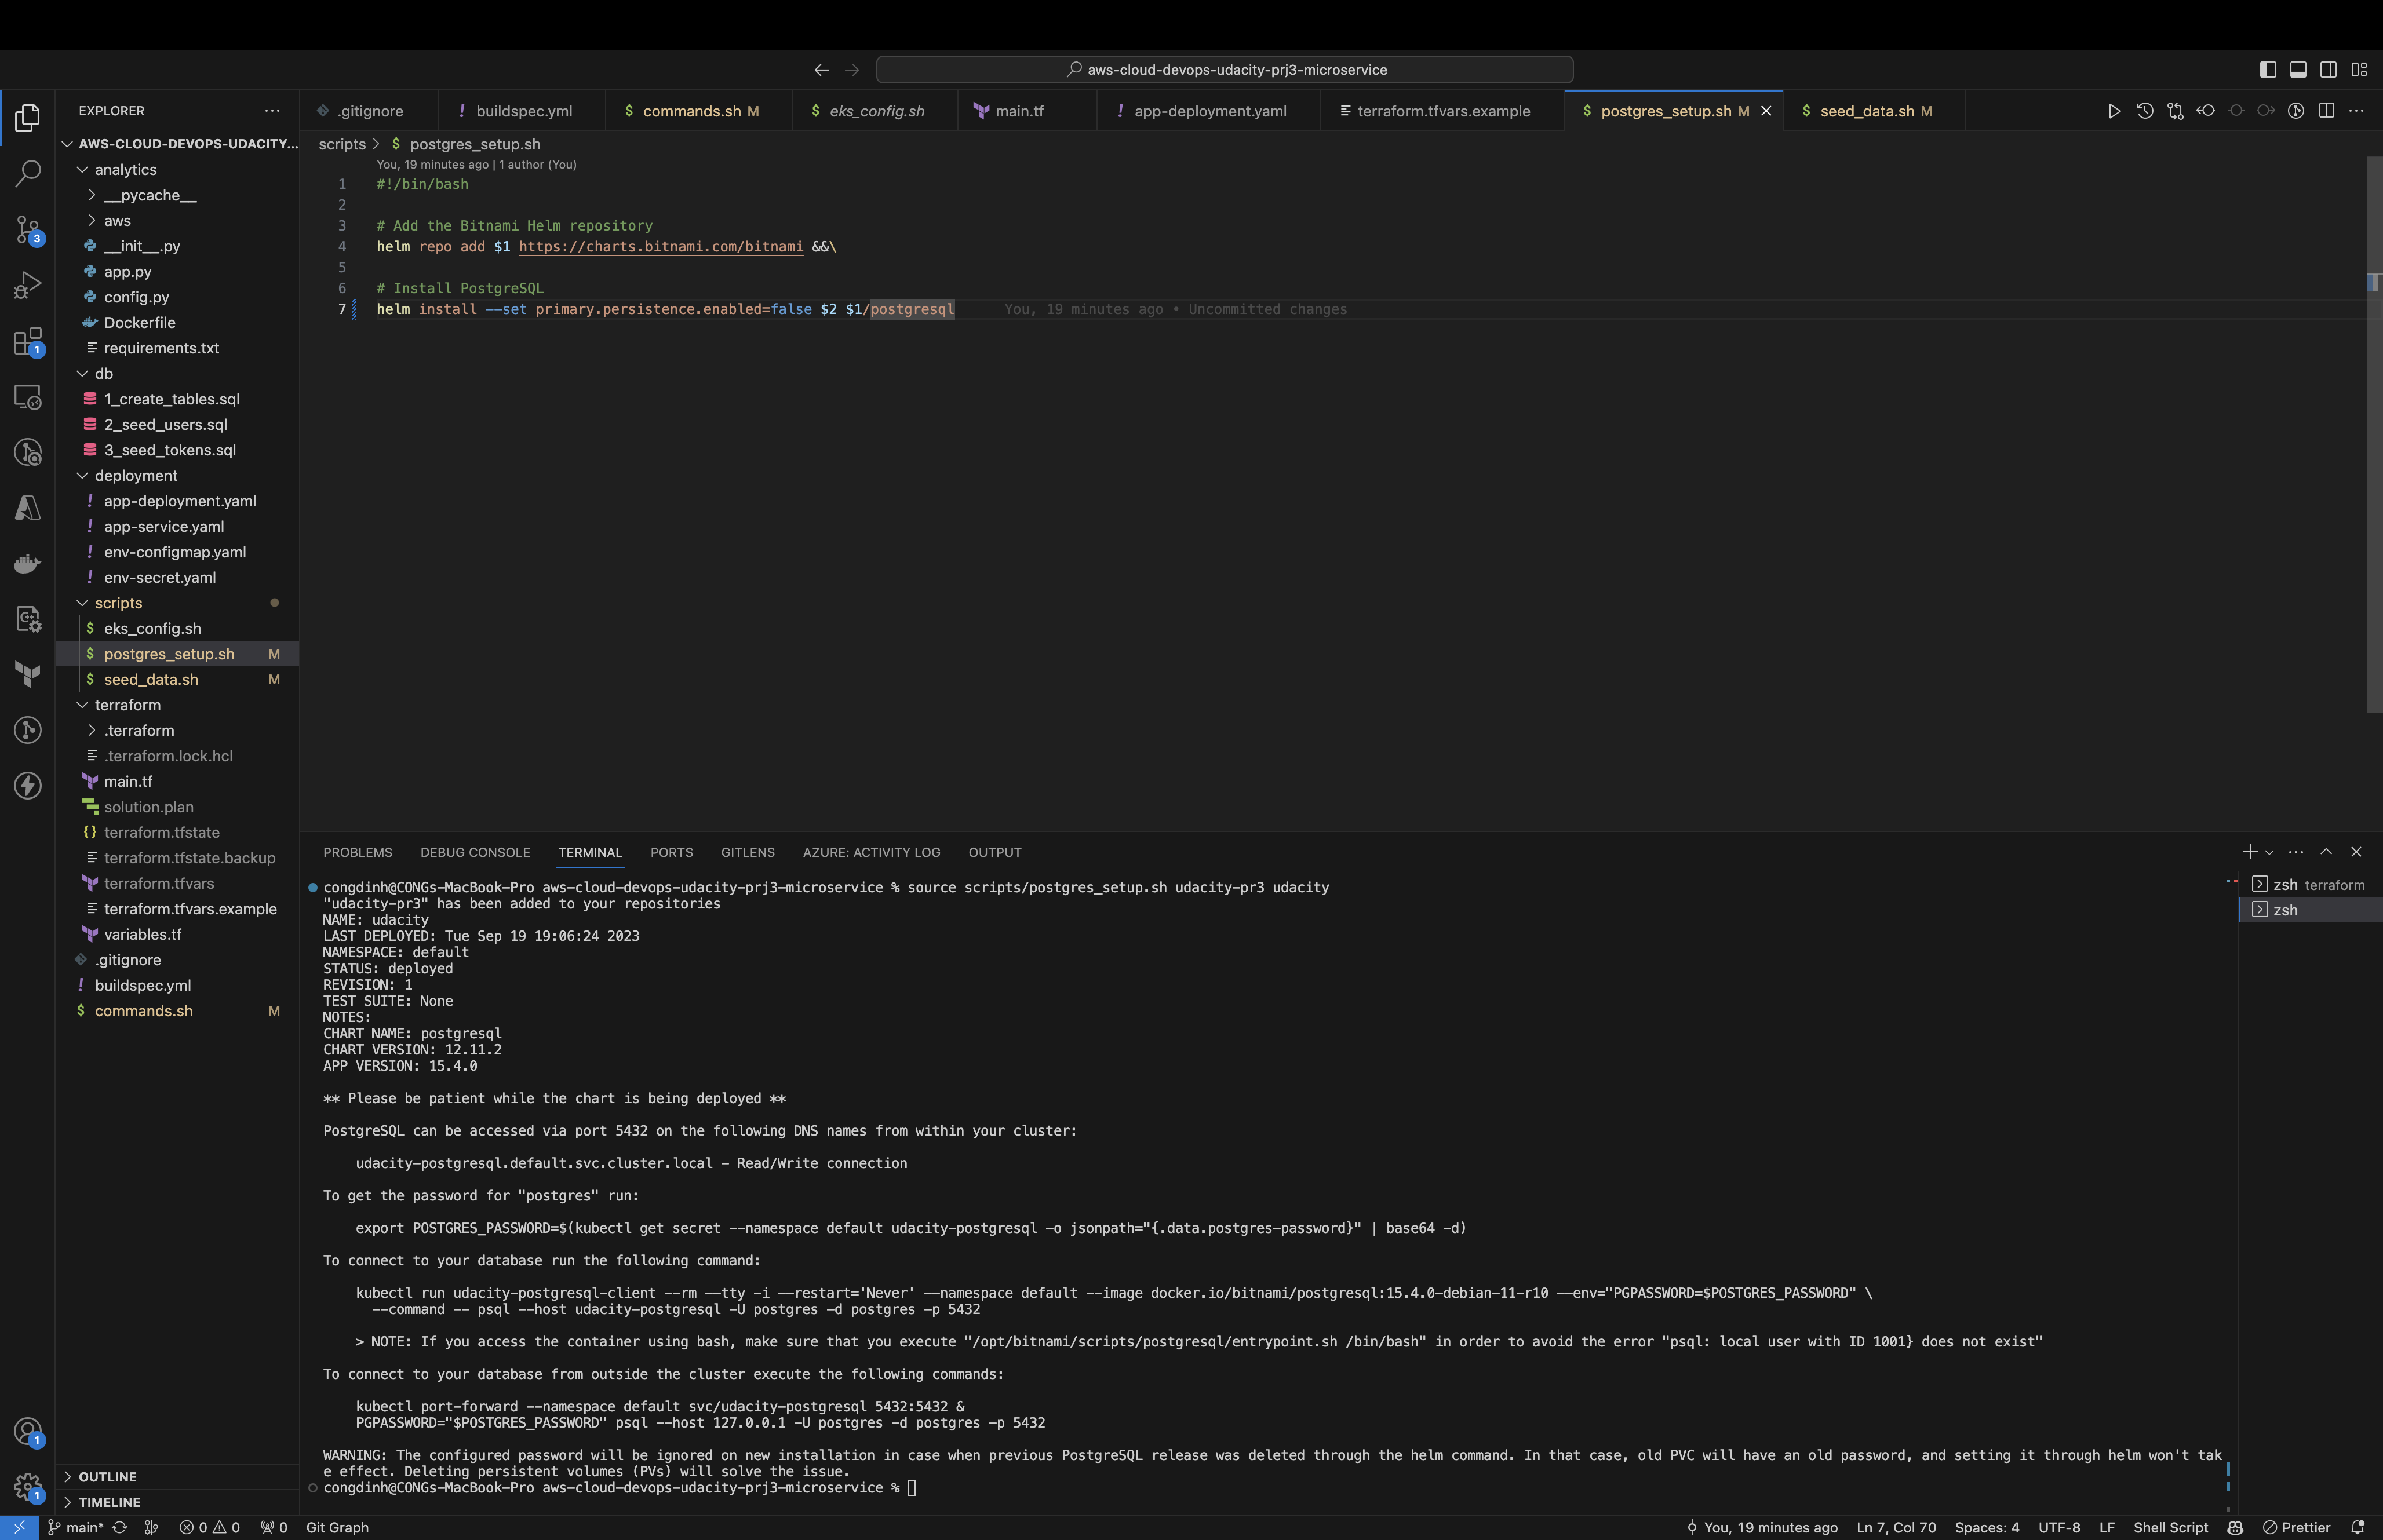 aws-cloud-devops-udacity-prj3-microservice
EXPLORER
.gitignore
buildspec.yml
commands.sh M
eks_config.sh
main.tf
app-deployment.yaml
terraform.tfvars.example
postgres_setup.sh M
seed_data.sh M
AWS-CLOUD-DEVOPS-UDACITY...
analytics
__pycache__
aws
__init__.py
app.py
config.py
Dockerfile
requirements.txt
db
1_create_tables.sql
2_seed_users.sql
3_seed_tokens.sql
deployment
app-deployment.yaml
app-service.yaml
env-configmap.yaml
env-secret.yaml
scripts
eks_config.sh
postgres_setup.sh M
seed_data.sh M
terraform
.terraform
.terraform.lock.hcl
main.tf
solution.plan
terraform.tfstate
terraform.tfstate.backup
terraform.tfvars
terraform.tfvars.example
variables.tf
.gitignore
buildspec.yml
commands.sh M
OUTLINE
TIMELINE
3
1
1
1
scripts > $ postgres_setup.sh
You, 19 minutes ago | 1 author (You)
1 #!/bin/bash
2
3 # Add the Bitnami Helm repository
4 helm repo add $1 https://charts.bitnami.com/bitnami &&\
5
6 # Install PostgreSQL
7 helm install --set primary.persistence.enabled=false $2 $1/postgresql You, 19 minutes ago • Uncommitted changes
PROBLEMS DEBUG CONSOLE TERMINAL PORTS GITLENS AZURE: ACTIVITY LOG OUTPUT
zsh terraform
zsh
congdinh@CONGs-MacBook-Pro aws-cloud-devops-udacity-prj3-microservice % source scripts/postgres_setup.sh udacity-pr3 udacity
"udacity-pr3" has been added to your repositories
NAME: udacity
LAST DEPLOYED: Tue Sep 19 19:06:24 2023
NAMESPACE: default
STATUS: deployed
REVISION: 1
TEST SUITE: None
NOTES:
CHART NAME: postgresql
CHART VERSION: 12.11.2
APP VERSION: 15.4.0
** Please be patient while the chart is being deployed **
PostgreSQL can be accessed via port 5432 on the following DNS names from within your cluster:
udacity-postgresql.default.svc.cluster.local - Read/Write connection
To get the password for "postgres" run:
export POSTGRES_PASSWORD=$(kubectl get secret --namespace default udacity-postgresql -o jsonpath="{.data.postgres-password}" | base64 -d)
To connect to your database run the following command:
kubectl run udacity-postgresql-client --rm --tty -i --restart='Never' --namespace default --image docker.io/bitnami/postgresql:15.4.0-debian-11-r10 --env="PGPASSWORD=$POSTGRES_PASSWORD" \
--command -- psql --host udacity-postgresql -U postgres -d postgres -p 5432
> NOTE: If you access the container using bash, make sure that you execute "/opt/bitnami/scripts/postgresql/entrypoint.sh /bin/bash" in order to avoid the error "psql: local user with ID 1001} does not exist"
To connect to your database from outside the cluster execute the following commands:
kubectl port-forward --namespace default svc/udacity-postgresql 5432:5432 &
PGPASSWORD="$POSTGRES_PASSWORD" psql --host 127.0.0.1 -U postgres -d postgres -p 5432
WARNING: The configured password will be ignored on new installation in case when previous PostgreSQL release was deleted through the helm command. In that case, old PVC will have an old password, and setting it through helm won't tak
e effect. Deleting persistent volumes (PVs) will solve the issue.
congdinh@CONGs-MacBook-Pro aws-cloud-devops-udacity-prj3-microservice %
main* 0 0 0 Git Graph You, 19 minutes ago Ln 7, Col 70 Spaces: 4 UTF-8 LF Shell Script Prettier